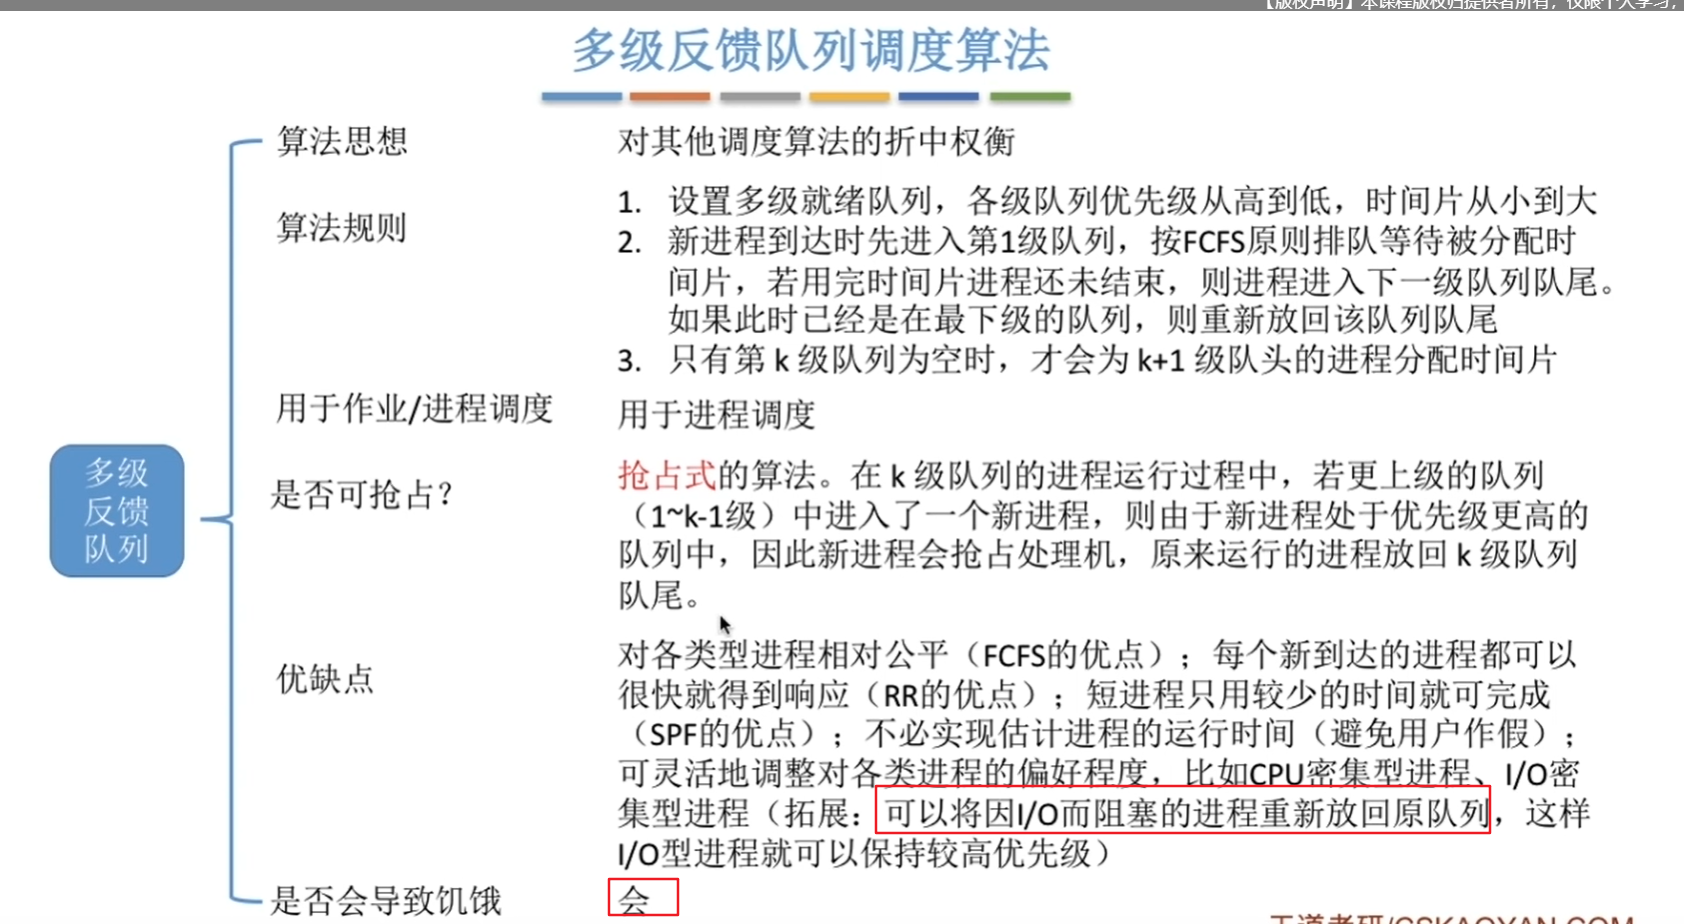 【版权声明】本课程版权归提供者所有，仅限个人学习，
多级反馈队列调度算法
算法思想
对其他调度算法的折中权衡
算法规则
1. 设置多级就绪队列，各级队列优先级从高到低，时间片从小到大
2. 新进程到达时先进入第1级队列，按FCFS原则排队等待被分配时
间片，若用完时间片进程还未结束，则进程进入下一级队列队尾。
如果此时已经是在最下级的队列，则重新放回该队列队尾
3. 只有第 k 级队列为空时，才会为 k+1 级队头的进程分配时间片
用于作业/进程调度
用于进程调度
多级
反馈
队列
是否可抢占？
抢占式的算法。在 k 级队列的进程运行过程中，若更上级的队列
（1~k-1级）中进入了一个新进程，则由于新进程处于优先级更高的
队列中，因此新进程会抢占处理机，原来运行的进程放回 k 级队列
队尾。
优缺点
对各类型进程相对公平（FCFS的优点）；每个新到达的进程都可以
很快就得到响应（RR的优点）；短进程只用较少的时间就可完成
（SPF的优点）；不必实现估计进程的运行时间（避免用户作假）；
可灵活地调整对各类进程的偏好程度，比如CPU密集型进程、I/O密
集型进程（拓展：可以将因I/O而阻塞的进程重新放回原队列，这样
I/O型进程就可以保持较高优先级）
是否会导致饥饿
会
王道考研/CSKAOYAN.COM